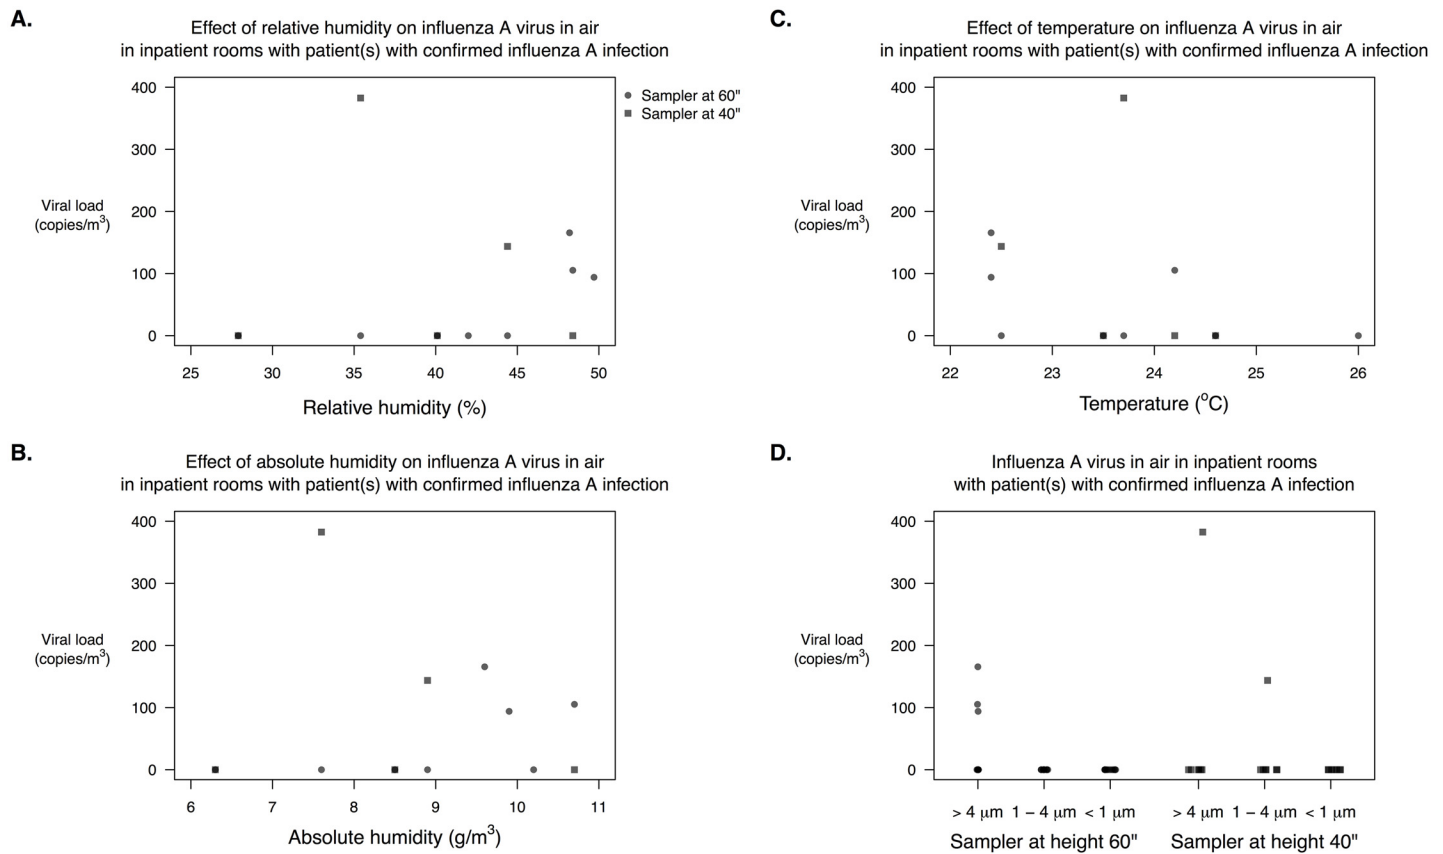 A.
Effect of relative humidity on influenza A virus in air
in inpatient rooms with patient(s) with confirmed influenza A infection
400
300
200
100
0
Viral load
(copies/m³)
25 30 35 40 45 50
Relative humidity (%)
Sampler at 60"
Sampler at 40"
C.
Effect of temperature on influenza A virus in air
in inpatient rooms with patient(s) with confirmed influenza A infection
400
300
200
100
0
Viral load
(copies/m³)
22 23 24 25 26
Temperature (°C)
B.
Effect of absolute humidity on influenza A virus in air
in inpatient rooms with patient(s) with confirmed influenza A infection
400
300
200
100
0
Viral load
(copies/m³)
6 7 8 9 10 11
Absolute humidity (g/m³)
D.
Influenza A virus in air in inpatient rooms
with patient(s) with confirmed influenza A infection
400
300
200
100
0
Viral load
(copies/m³)
> 4 μm 1 − 4 μm < 1 μm > 4 μm 1 − 4 μm < 1 μm
Sampler at height 60" Sampler at height 40"